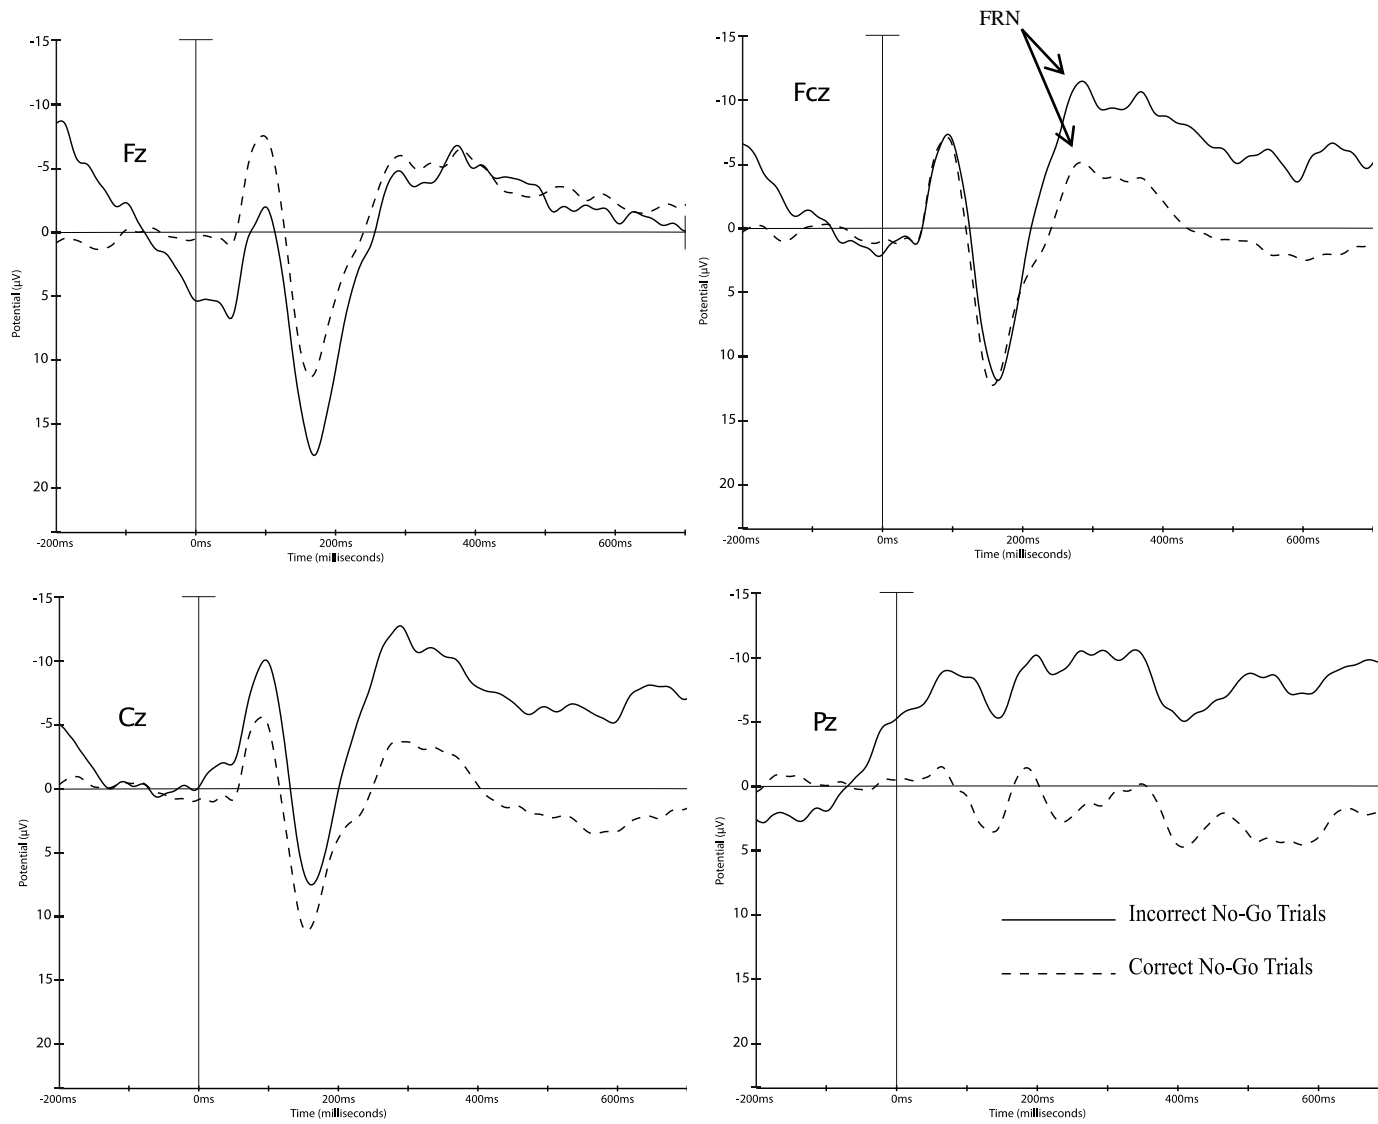 FRN
-15
-10
-5
0
5
10
15
20
Potential (µV)
Fz
-200ms
0ms
200ms
400ms
600ms
Time (milliseconds)
-15
-10
-5
0
5
10
15
20
Potential (µV)
Fcz
-200ms
0ms
200ms
400ms
600ms
Time (milliseconds)
-15
-10
-5
0
5
10
15
20
Potential (µV)
Cz
-200ms
0ms
200ms
400ms
600ms
Time (milliseconds)
-15
-10
-5
0
5
10
15
20
Potential (µV)
Pz
Incorrect No-Go Trials
Correct No-Go Trials
-200ms
0ms
200ms
400ms
600ms
Time (milliseconds)